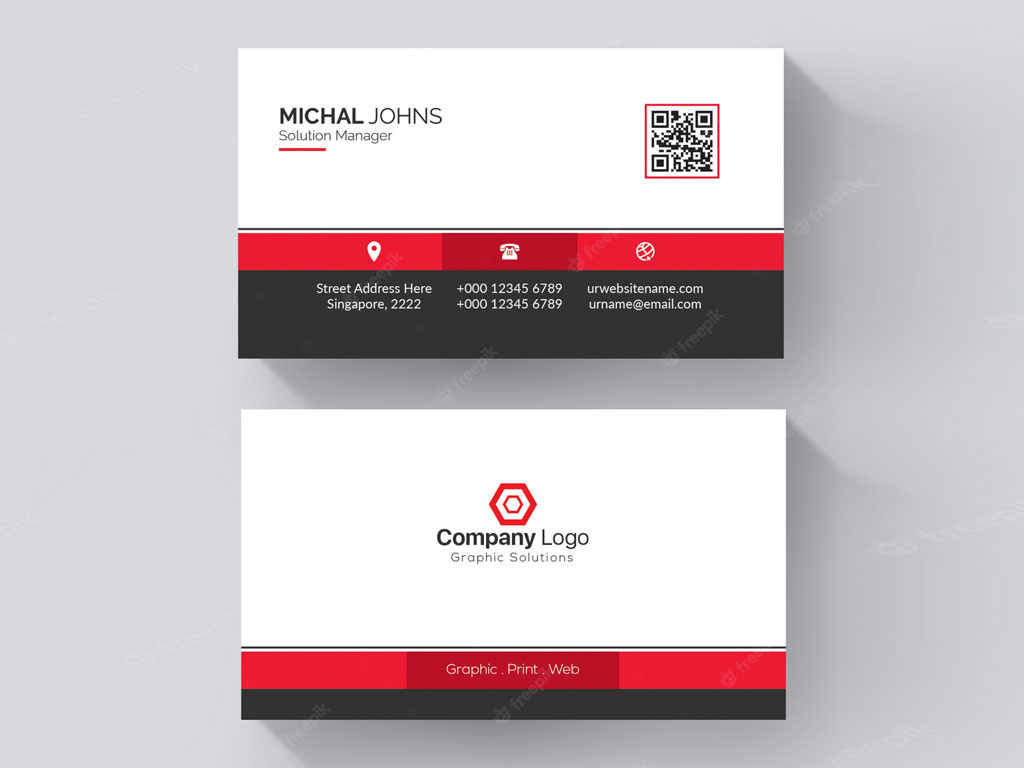 MICHAL JOHNS
Solution Manager
Street Address Here
Singapore, 2222
+000 12345 6789
+000 12345 6789
urwebsitename.com
urname@email.com
Company Logo
Graphic Solutions
Graphic . Print . Web
freepik